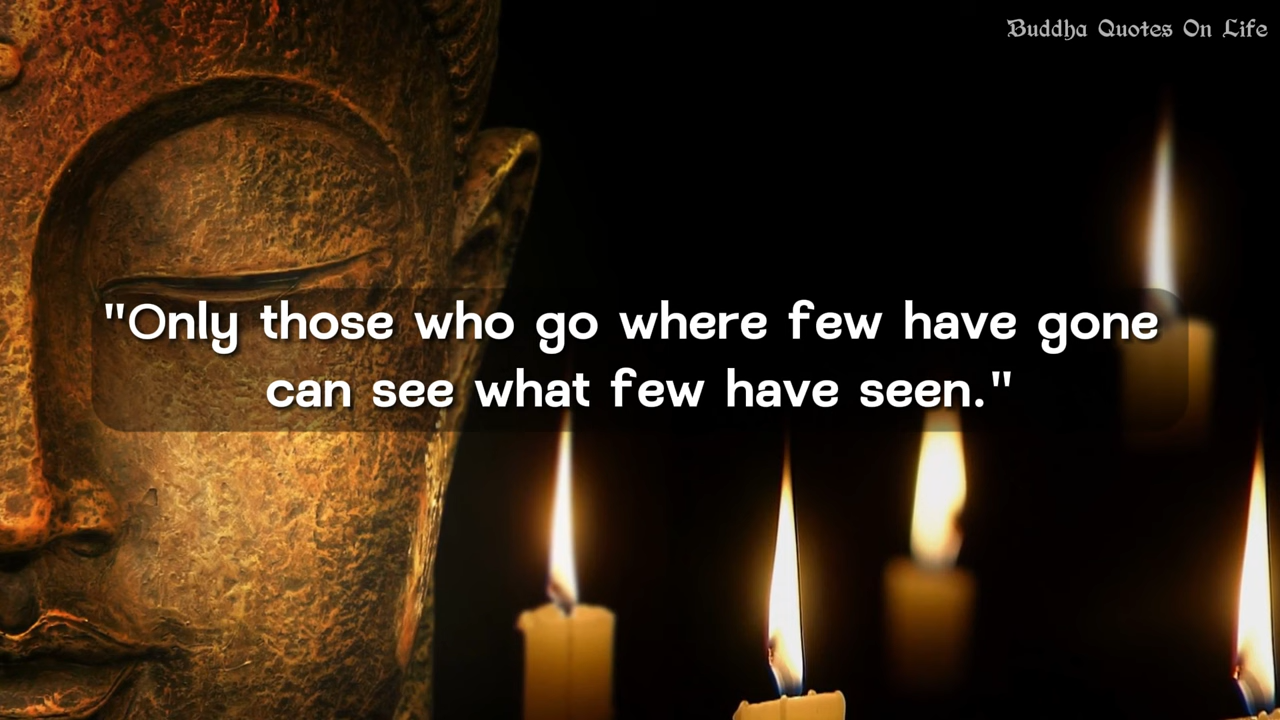 Buddha Quotes On Life
"Only those who go where few have gone
can see what few have seen."